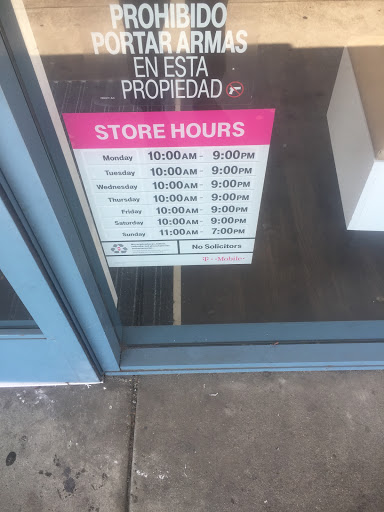 PROHIBIDO
PORTAR ARMAS
EN ESTA
PROPIEDAD
STORE HOURS
Monday 10:00AM - 9:00PM
Tuesday 10:00AM - 9:00PM
Wednesday 10:00AM - 9:00PM
Thursday 10:00AM - 9:00PM
Friday 10:00AM - 9:00PM
Saturday 10:00AM - 9:00PM
Sunday 11:00AM - 7:00PM
No Solicitors
T Mobile